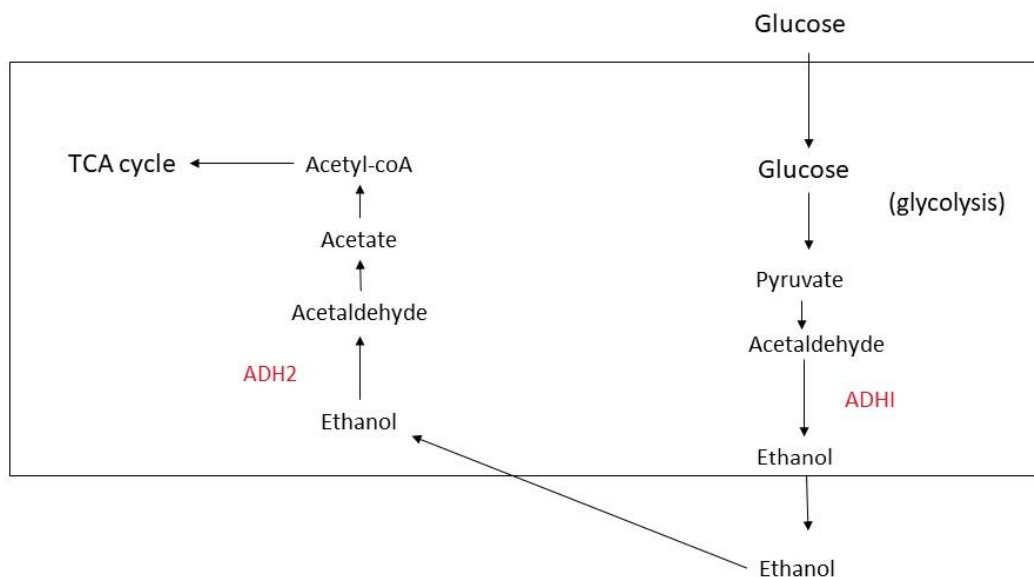 Glucose
TCA cycle
Acetyl-coA
Glucose
(glycolysis)
Acetate
Pyruvate
Acetaldehyde
Acetaldehyde
ADH2
ADHI
Ethanol
Ethanol
Ethanol